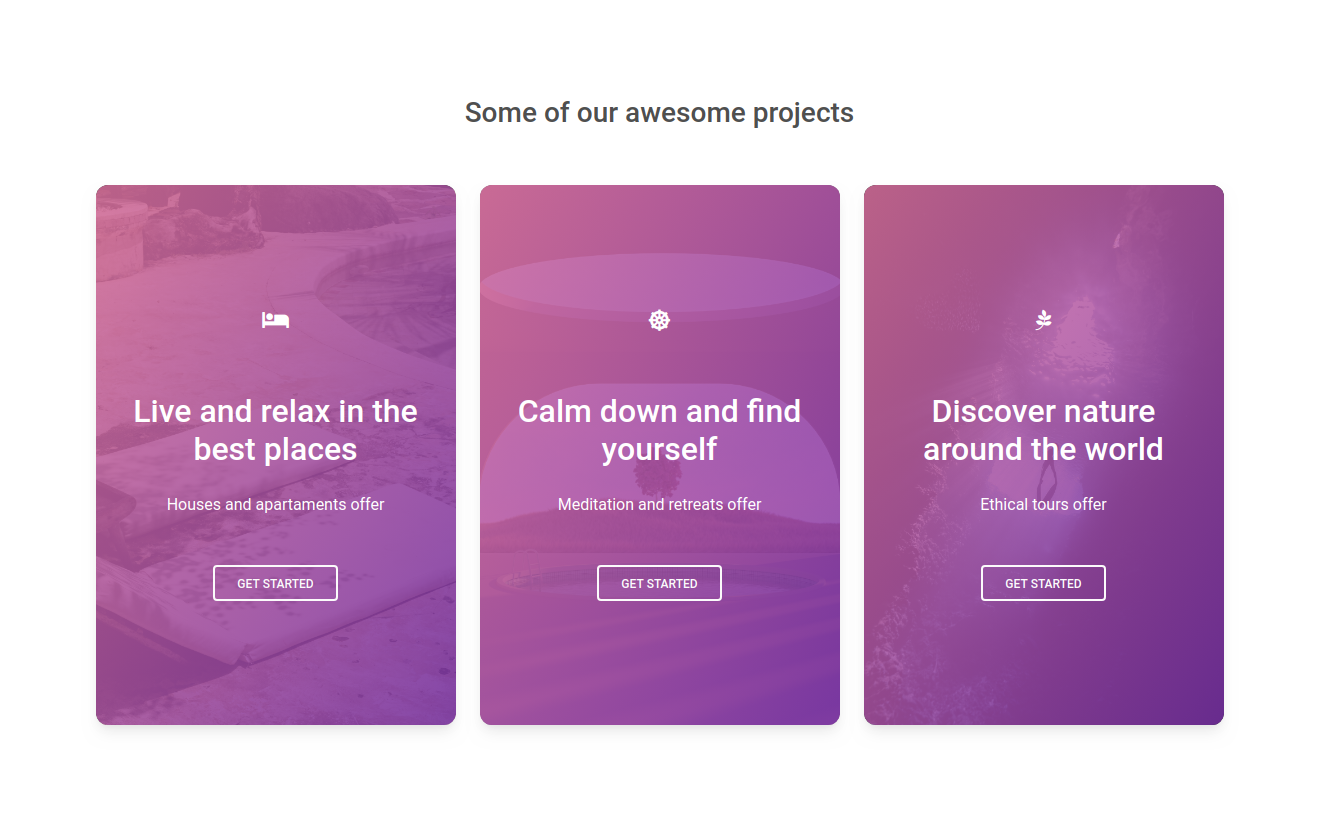 Some of our awesome projects
Live and relax in the
best places
Houses and apartaments offer
GET STARTED
Calm down and find
yourself
Meditation and retreats offer
GET STARTED
Discover nature
around the world
Ethical tours offer
GET STARTED